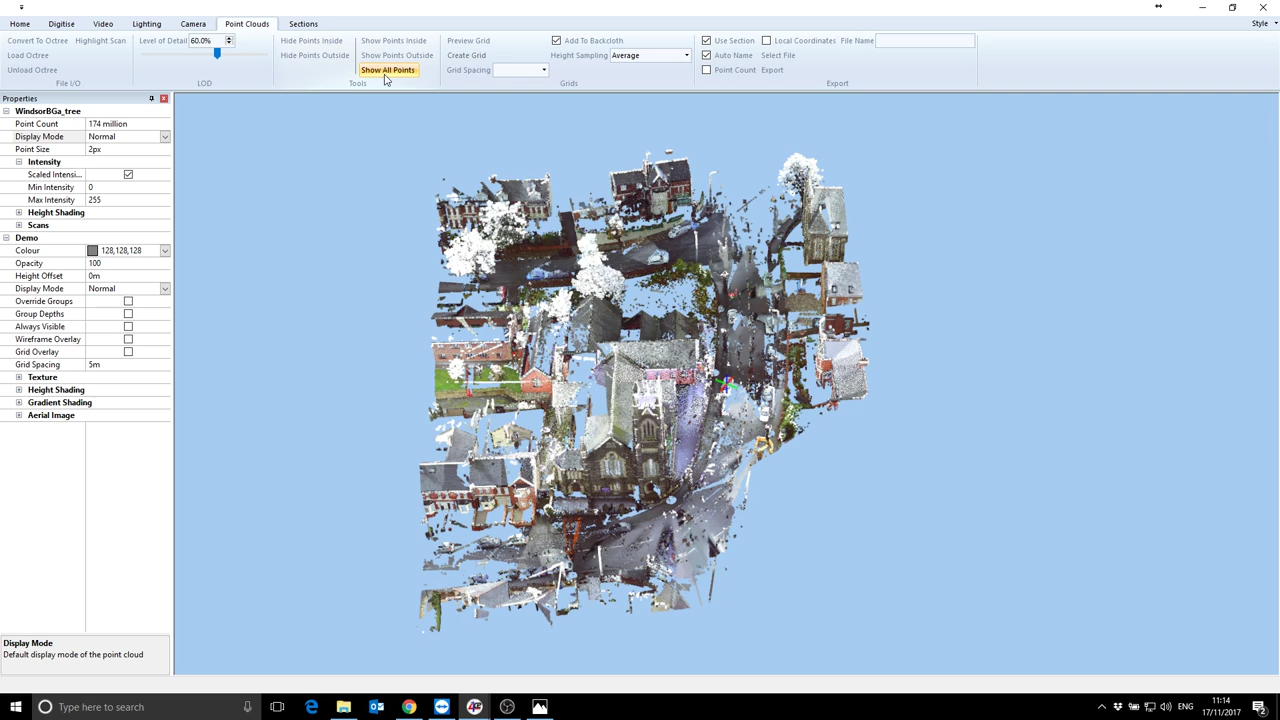 Home Digitise Video Lighting Camera Point Clouds Sections Style
Convert To Octree Highlight Scan
Load Octree
Unload Octree
File I/O
Level of Detail 60.0%
LOD
Hide Points Inside Show Points Inside
Hide Points Outside Show Points Outside
Show All Points
Tools
Preview Grid Add To Backcloth
Create Grid Height Sampling Average
Grid Spacing
Grids
Use Section Local Coordinates File Name
Auto Name Select File
Point Count Export
Export
Properties
WindsorBGa_tree
Point Count 174 million
Display Mode Normal
Point Size 2px
Intensity
Scaled Intensi...
Min Intensity 0
Max Intensity 255
Height Shading
Scans
Demo
Colour 128,128,128
Opacity 100
Height Offset 0m
Display Mode Normal
Override Groups
Group Depths
Always Visible
Wireframe Overlay
Grid Overlay
Grid Spacing 5m
Texture
Height Shading
Gradient Shading
Aerial Image
Display Mode
Default display mode of the point cloud
Type here to search
ENG
11:14
17/11/2017
2